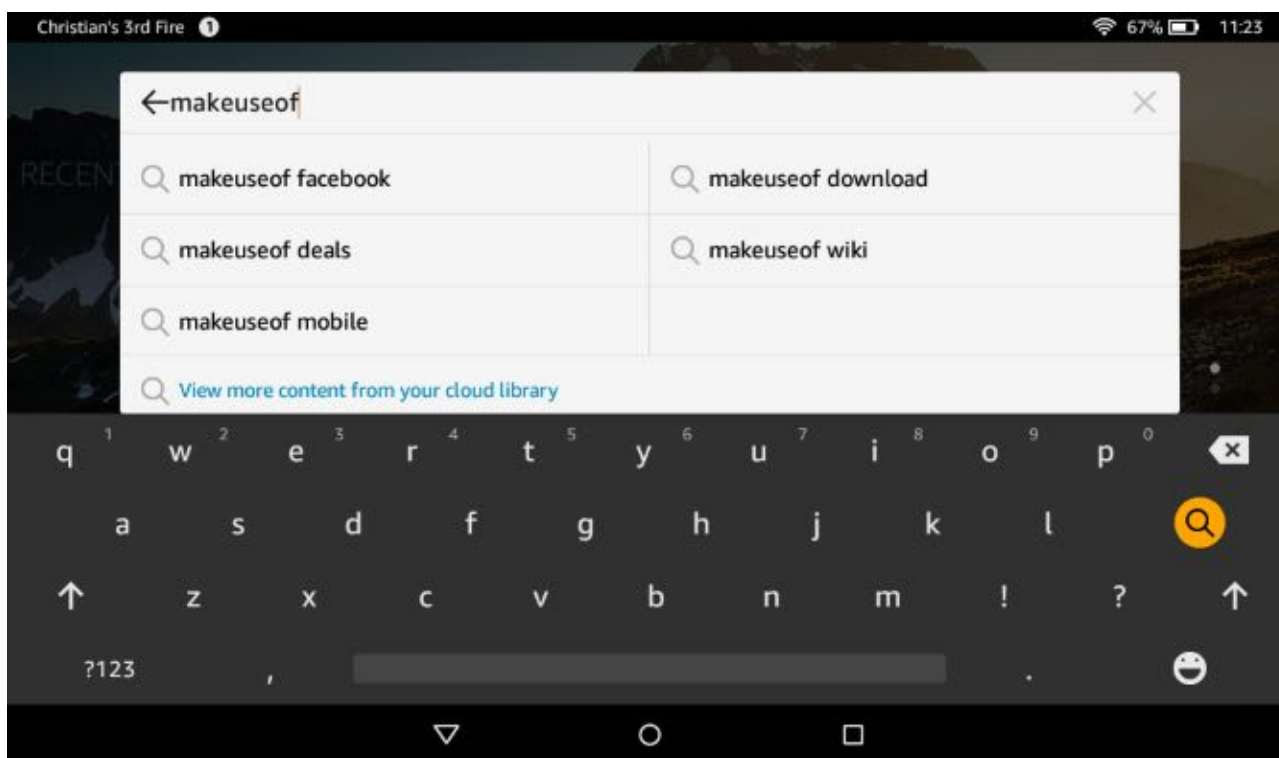 Christian's 3rd Fire 1 67% 11:23
makeuseof
RECENT
makeuseof facebook makeuseof download
makeuseof deals makeuseof wiki
makeuseof mobile
View more content from your cloud library
q 1 w 2 e 3 r 4 t 5 y 6 u 7 i 8 o 9 p 0
a s d f g h j k l
z x c v b n m ! ?
?123 , .